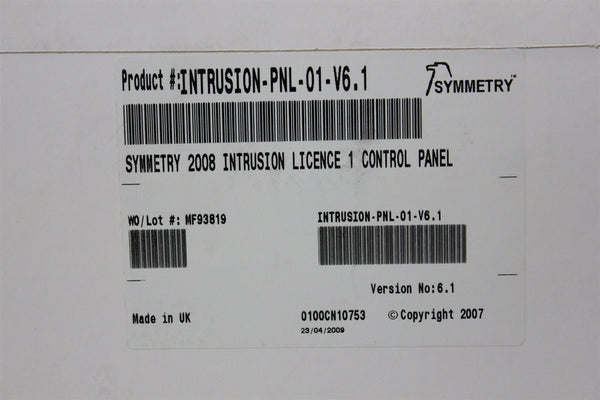 Product #:INTRUSION-PNL-01-V6.1
SYMMETRY™
SYMMETRY 2008 INTRUSION LICENCE 1 CONTROL PANEL
WO/Lot #: MF93819
INTRUSION-PNL-01-V6.1
Version No:6.1
Made in UK
0100CN10753
© Copyright 2007
23/04/2009